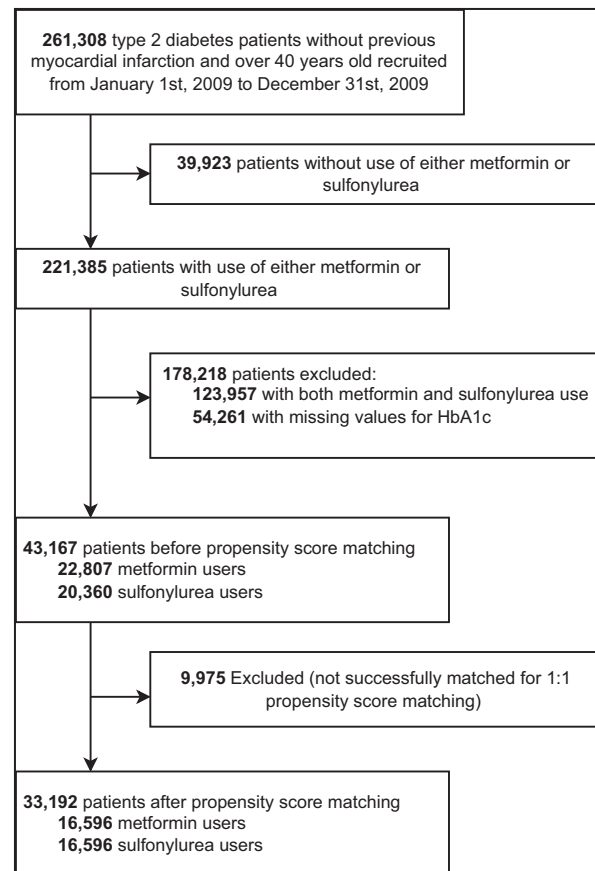 261,308 type 2 diabetes patients without previous
myocardial infarction and over 40 years old recruited
from January 1st, 2009 to December 31st, 2009
39,923 patients without use of either metformin or
sulfonylurea
221,385 patients with use of either metformin or
sulfonylurea
178,218 patients excluded:
123,957 with both metformin and sulfonylurea use
54,261 with missing values for HbA1c
43,167 patients before propensity score matching
22,807 metformin users
20,360 sulfonylurea users
9,975 Excluded (not successfully matched for 1:1
propensity score matching)
33,192 patients after propensity score matching
16,596 metformin users
16,596 sulfonylurea users